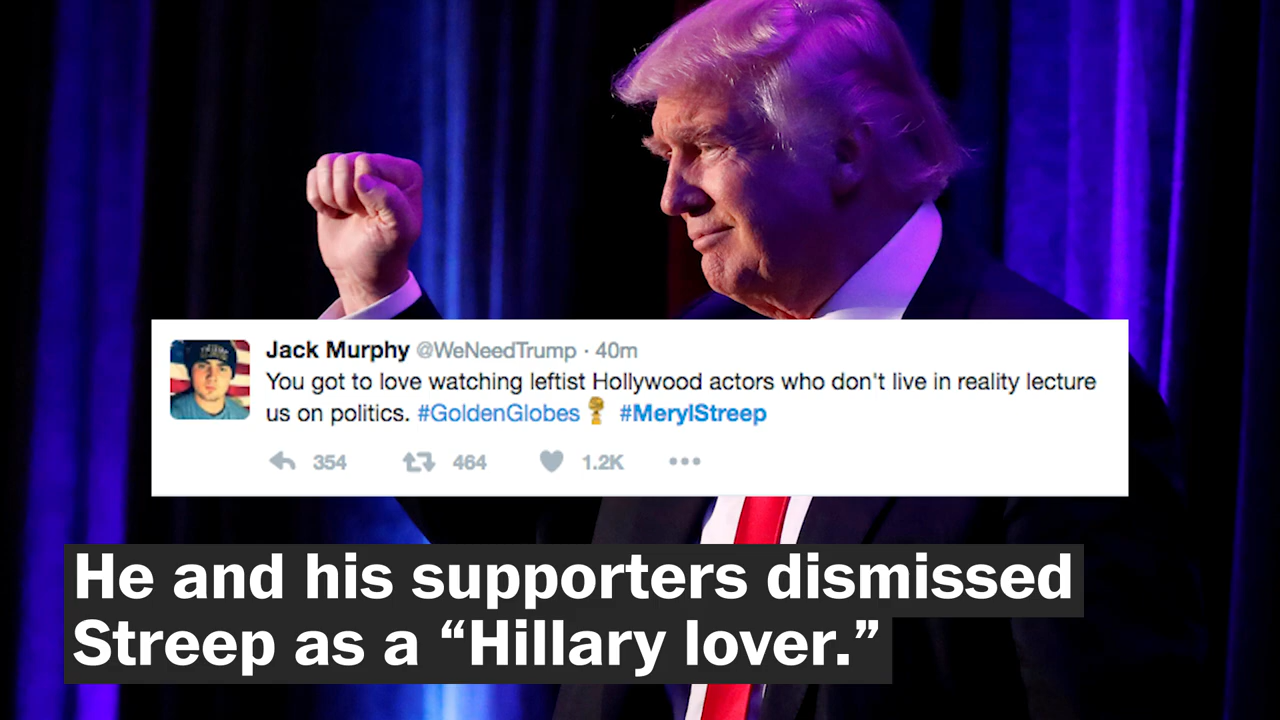 Jack Murphy @WeNeedTrump · 40m
You got to love watching leftist Hollywood actors who don't live in reality lecture
us on politics. #GoldenGlobes #MerylStreep
354 464 1.2K
He and his supporters dismissed
Streep as a “Hillary lover.”